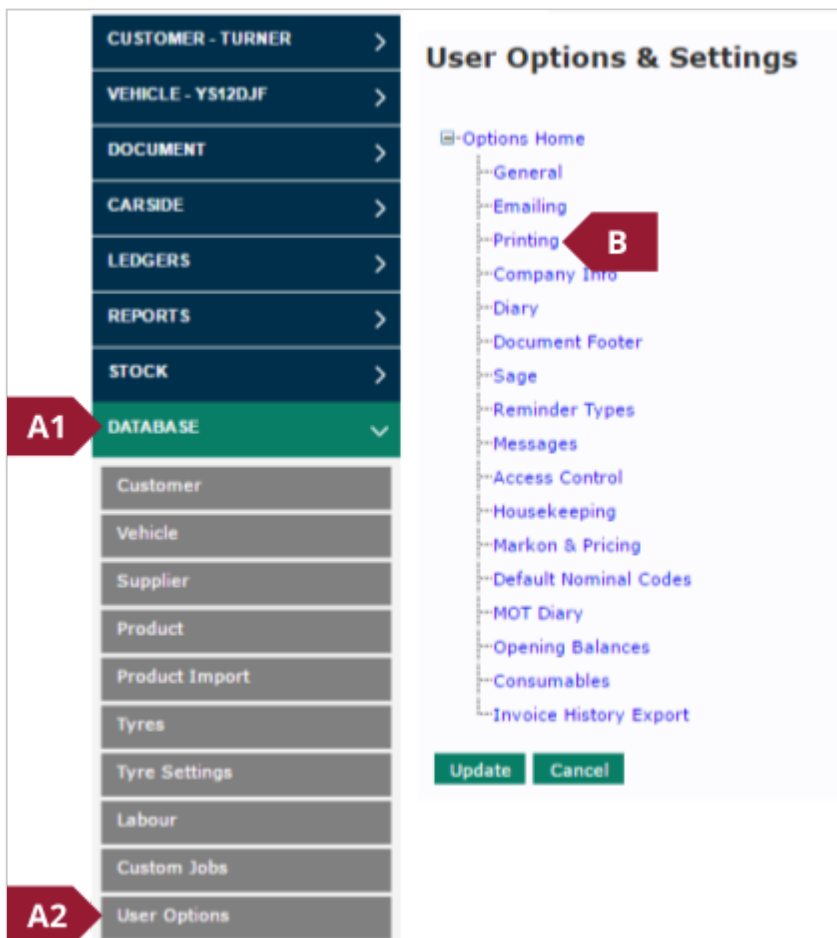 CUSTOMER - TURNER
VEHICLE - YS12DJF
DOCUMENT
CARSIDE
LEDGERS
REPORTS
STOCK
A1
DATABASE
Customer
Vehicle
Supplier
Product
Product Import
Tyres
Tyre Settings
Labour
Custom Jobs
A2
User Options
User Options & Settings
Options Home
General
Emailing
Printing
B
Company Info
Diary
Document Footer
Sage
Reminder Types
Messages
Access Control
Housekeeping
Markon & Pricing
Default Nominal Codes
MOT Diary
Opening Balances
Consumables
Invoice History Export
Update Cancel